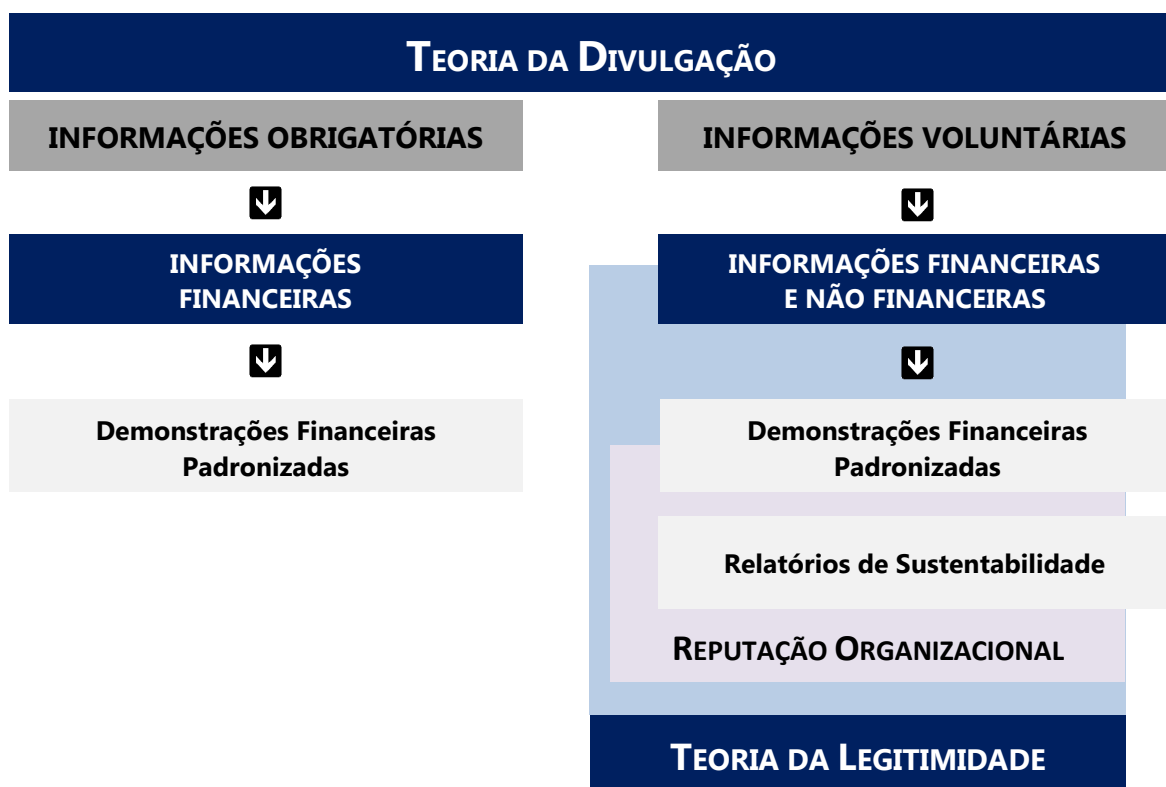 TEORIA DA DIVULGAÇÃO
INFORMAÇÕES OBRIGATÓRIAS
INFORMAÇÕES FINANCEIRAS
Demonstrações Financeiras
Padronizadas
INFORMAÇÕES VOLUNTÁRIAS
INFORMAÇÕES FINANCEIRAS
E NÃO FINANCEIRAS
Demonstrações Financeiras
Padronizadas
Relatórios de Sustentabilidade
REPUTAÇÃO ORGANIZACIONAL
TEORIA DA LEGITIMIDADE